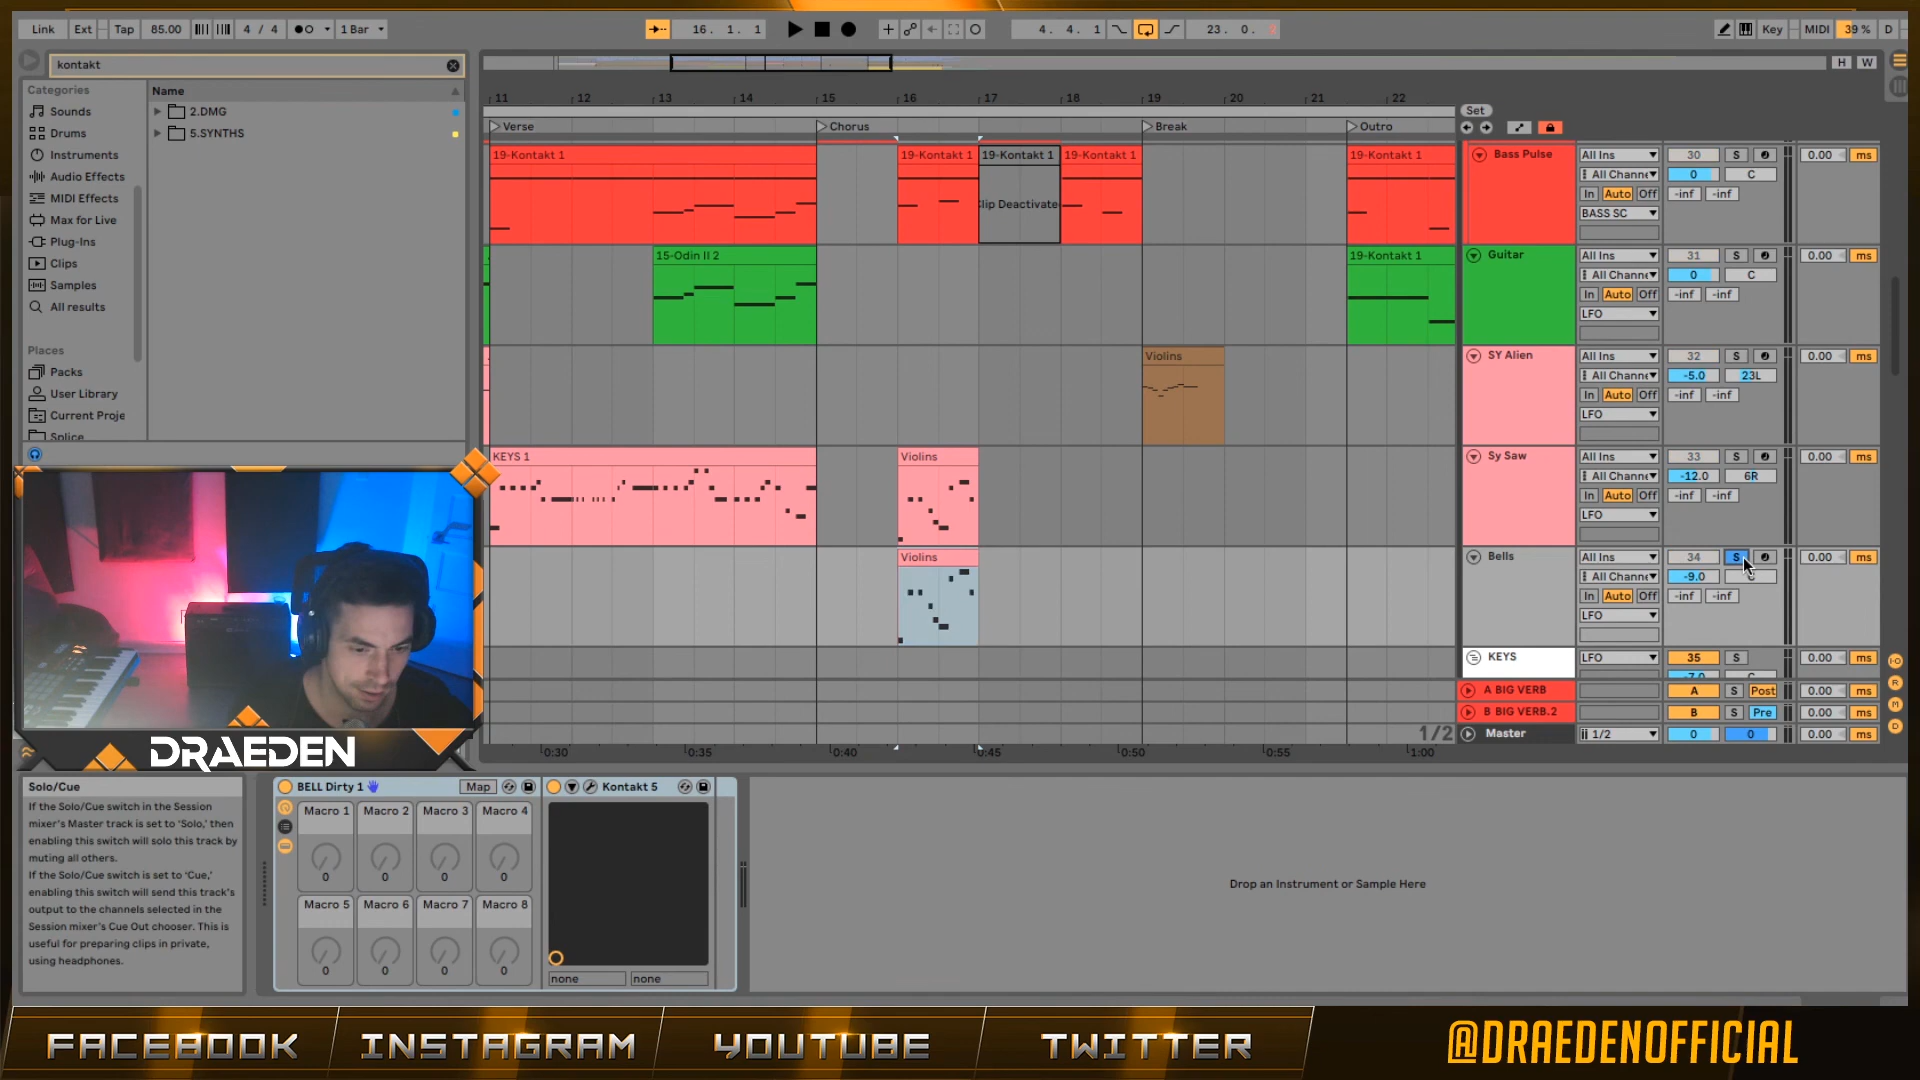 Link Ext Tap 85.00 4 / 4 1 Bar 16. 1. 1 4. 4. 1 23. 0. Key MIDI 39 % D
kontakt
H W
Categories
Sounds
Drums
Instruments
Audio Effects
MIDI Effects
Max for Live
Plug-Ins
Clips
Samples
All results
Places
Packs
User Library
Current Proje
Splice
Name
2.DMG
5.SYNTHS
11 12 13 14 15 16 17 18 19 20 21 22
Set
Verse Chorus Break Outro
19-Kontakt 1 19-Kontakt 1 19-Kontakt 1 19-Kontakt 1 19-Kontakt 1
lip Deactivate
15-Odin II 2 19-Kontakt 1
Violins
KEYS 1 Violins
Violins
Bass Pulse All Ins 30 S 0.00 ms
All Channe 0 C
In Auto Off -inf -inf
BASS SC
Guitar All Ins 31 S 0.00 ms
All Channe 0 C
In Auto Off -inf -inf
LFO
SY Alien All Ins 32 S 0.00 ms
All Channe -5.0 23L
In Auto Off -inf -inf
LFO
Sy Saw All Ins 33 S 0.00 ms
All Channe -12.0 6R
In Auto Off -inf -inf
LFO
Bells All Ins 34 S 0.00 ms
All Channe -9.0 C
In Auto Off -inf -inf
LFO
KEYS LFO 35 S 0.00 ms
-7.0 C
A BIG VERB A S Post 0.00 ms
B BIG VERB.2 B S Pre 0.00 ms
1/2 Master 1/2 0 0 0.00 ms
0:30 0:35 0:40 0:45 0:50 0:55 1:00
DRAEDEN
Solo/Cue
If the Solo/Cue switch in the Session
mixer's Master track is set to 'Solo,' then
enabling this switch will solo this track by
muting all others.
If the Solo/Cue switch is set to 'Cue,'
enabling this switch will send this track's
output to the channels selected in the
Session mixer's Cue Out chooser. This is
useful for preparing clips in private,
using headphones.
BELL Dirty 1 Map Kontakt 5
Macro 1 Macro 2 Macro 3 Macro 4
0 0 0 0
Macro 5 Macro 6 Macro 7 Macro 8
0 0 0 0
none none
Drop an Instrument or Sample Here
FACEBOOK INSTAGRAM YOUTUBE TWITTER @DRAEDENOFFICIAL